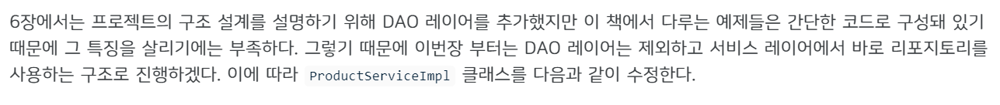 6장에서는 프로젝트의 구조 설계를 설명하기 위해 DAO 레이어를 추가했지만 이 책에서 다루는 예제들은 간단한 코드로 구성돼 있기
때문에 그 특징을 살리기에는 부족하다. 그렇기 때문에 이번장 부터는 DAO 레이어는 제외하고 서비스 레이어에서 바로 리포지토리를
사용하는 구조로 진행하겠다. 이에 따라 ProductServiceImpl 클래스를 다음과 같이 수정한다.